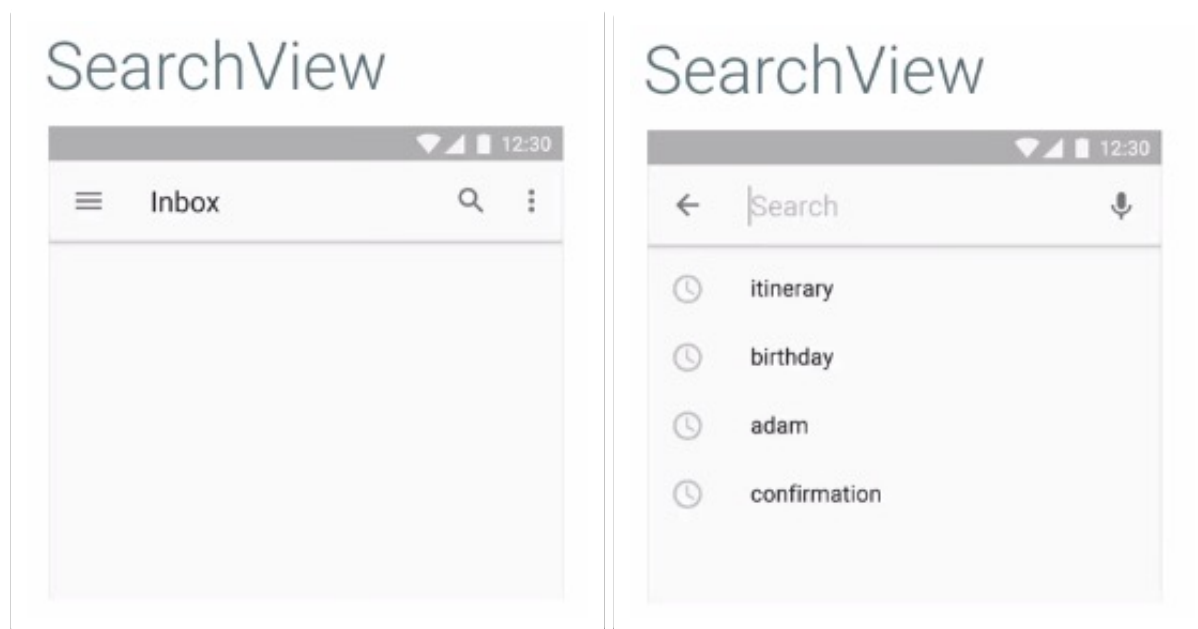 SearchView
12:30
Inbox
SearchView
12:30
Search
itinerary
birthday
adam
confirmation